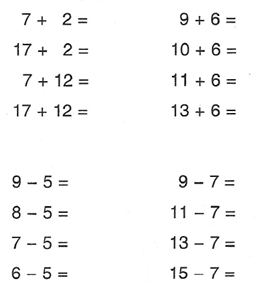 7 + 2 =
17 + 2 =
7 + 12 =
17 + 12 =
9 + 6 =
10 + 6 =
11 + 6 =
13 + 6 =
9 – 5 =
8 – 5 =
7 – 5 =
6 – 5 =
9 – 7 =
11 – 7 =
13 – 7 =
15 – 7 =